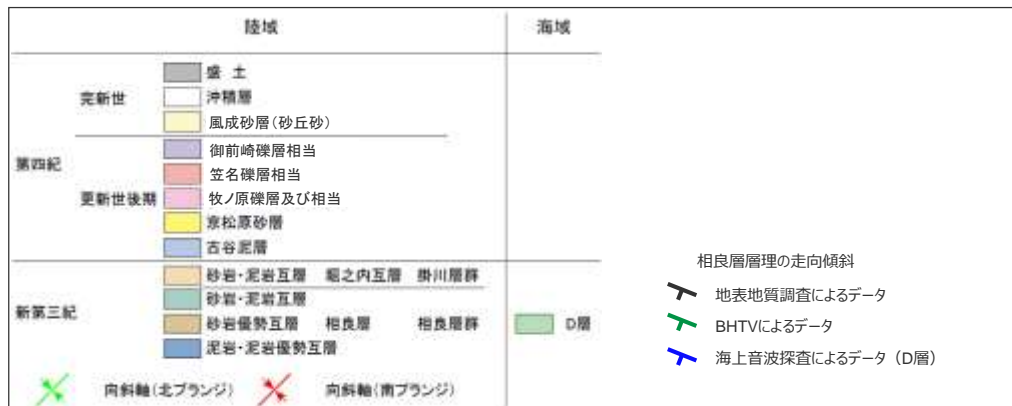 陸域 海域
盛 土
完新世 沖積層
風成砂層(砂丘砂)
御前崎礫層相当
第四紀
笠名礫層相当
更新世後期 牧ノ原礫層及び相当
京松原砂層
古谷泥層
相良層層理の走向傾斜
砂岩・泥岩互層 堀之内互層 掛川層群
地表地質調査によるデータ
砂岩・泥岩互層
新第三紀
砂岩優勢互層 相良層 相良層群 D層
BHTVによるデータ
泥岩・泥岩優勢互層
海上音波探査によるデータ(D層)
向斜軸(北プランジ) 向斜軸(南プランジ)